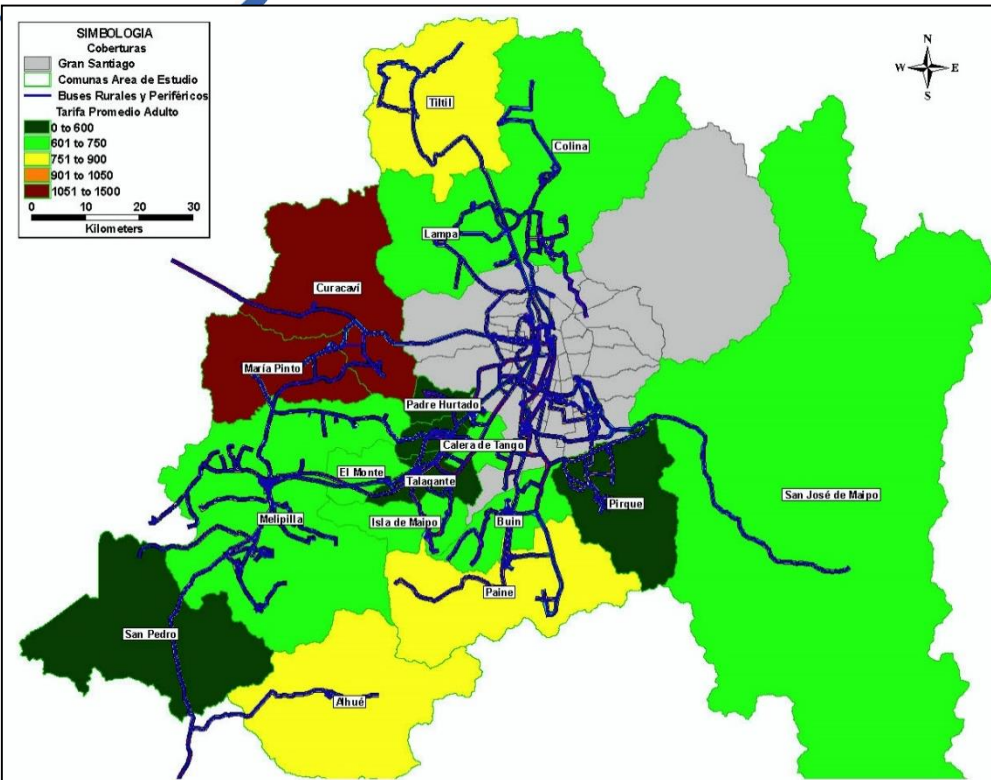 SIMBOLOGIA
Coberturas
Gran Santiago
Comunas Area de Estudio
Buses Rurales y Periféricos
Tarifa Promedio Adulto
0 to 600
601 to 750
751 to 900
901 to 1050
1051 to 1500
0 10 20 30
Kilometers
N
W E
S
Tiltil
Colina
Lampa
Curacaví
María Pinto
Padre Hurtado
Calera de Tango
El Monte
Talagante
San José de Maipo
Pirque
Melipilla
Isla de Maipo
Buin
Paine
San Pedro
Alhué